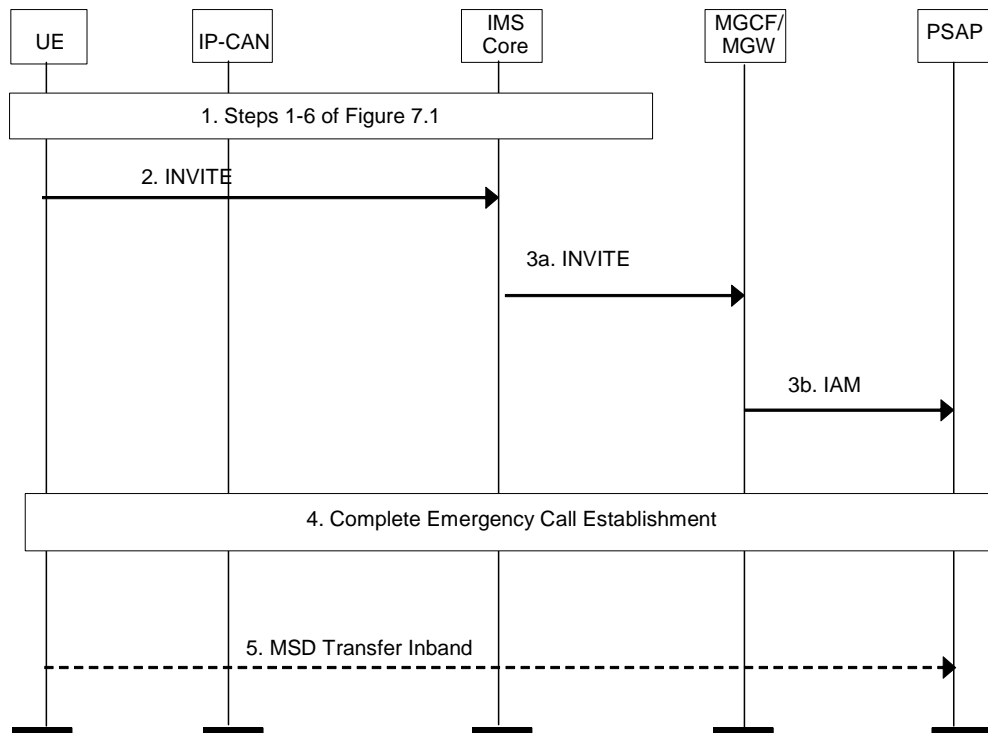 UE
IP-CAN
IMS
Core
MGCF/
MGW
PSAP
1. Steps 1-6 of Figure 7.1
2. INVITE
3a. INVITE
3b. IAM
4. Complete Emergency Call Establishment
5. MSD Transfer Inband